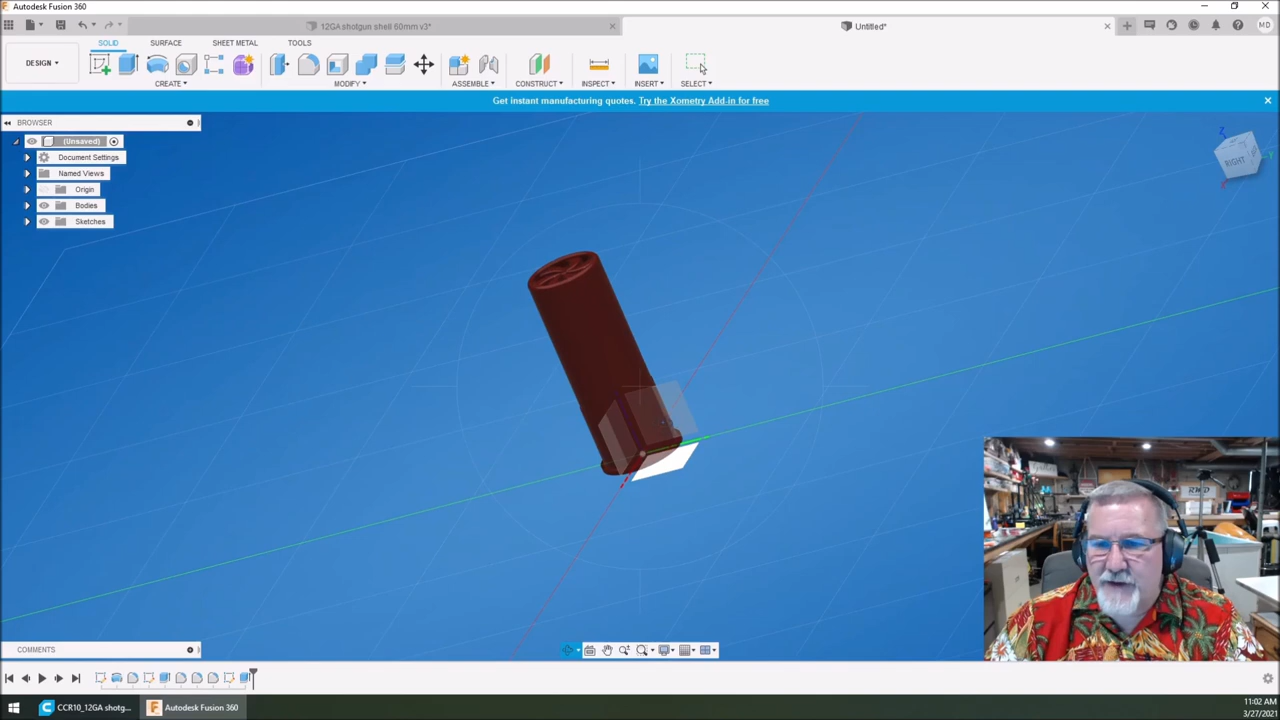 Autodesk Fusion 360
12GA shotgun shell 60mm v3*
Untitled*
MD
SOLID
SURFACE
SHEET METAL
TOOLS
DESIGN
CREATE
MODIFY
ASSEMBLE
CONSTRUCT
INSPECT
INSERT
SELECT
Get instant manufacturing quotes. Try the Xometry Add-in for free
BROWSER
(Unsaved)
Document Settings
Named Views
Origin
Bodies
Sketches
Z
RIGHT
Y
X
COMMENTS
CCR10_12GA shotg...
Autodesk Fusion 360
11:02 AM
3/27/2021